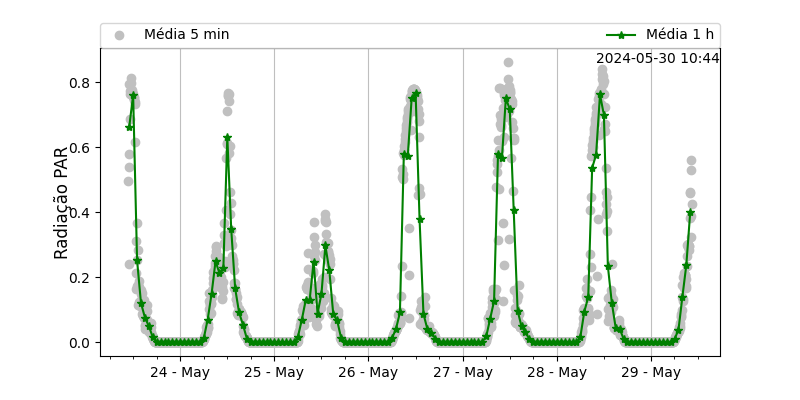 Média 5 min
Média 1 h
2024-05-30 10:44
Radiação PAR
0.8
0.6
0.4
0.2
0.0
24 - May
25 - May
26 - May
27 - May
28 - May
29 - May